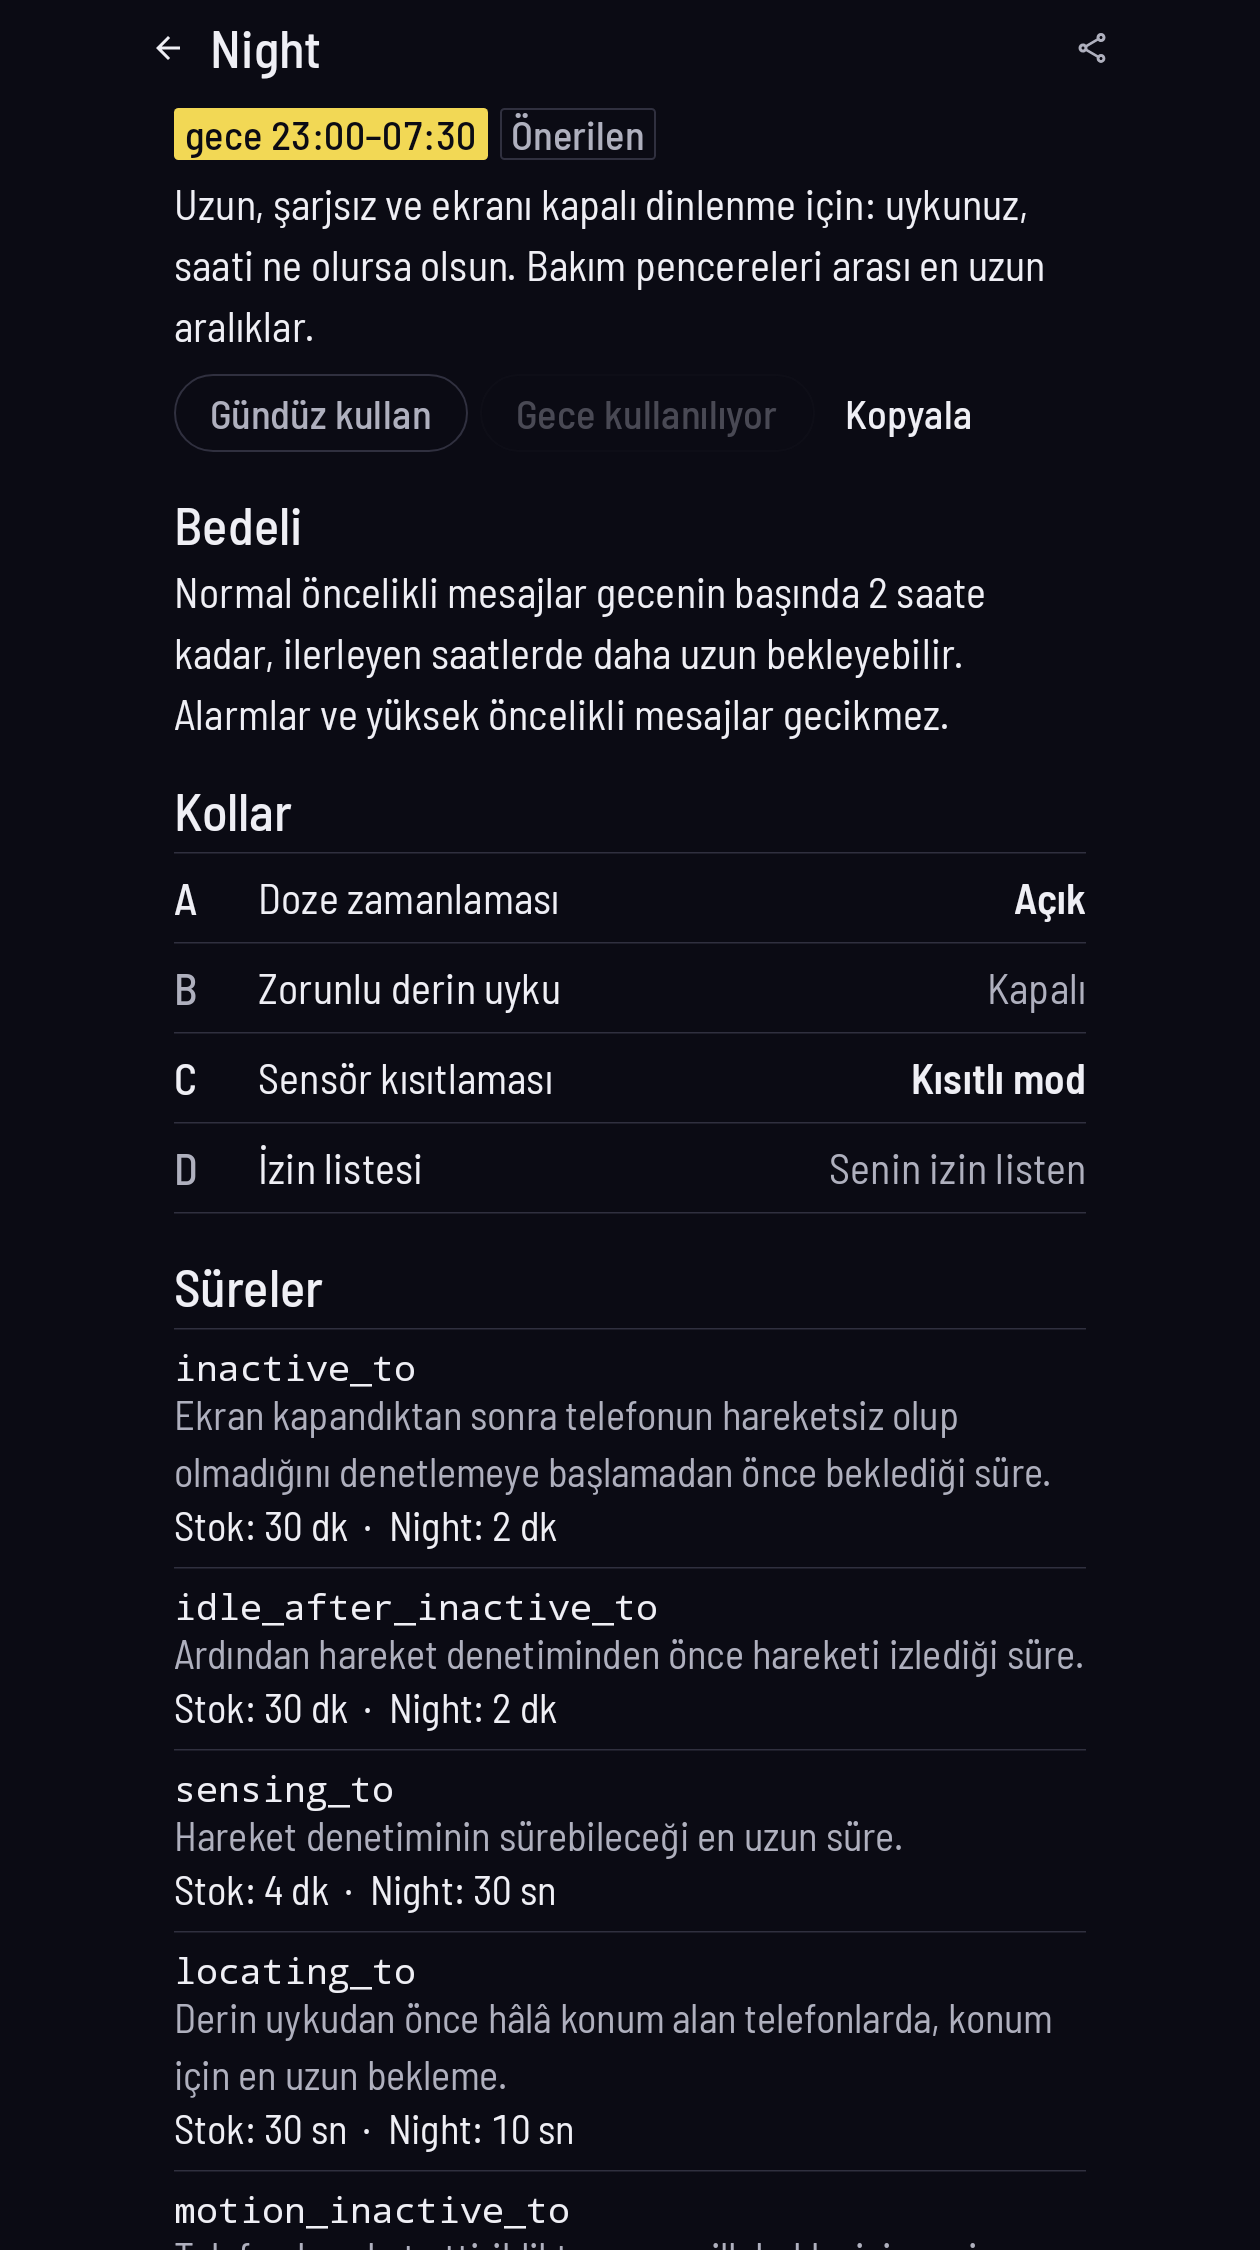 Night
gece 23:00–07:30
Önerilen
Uzun, şarjsız ve ekranı kapalı dinlenme için: uykunuz,
saati ne olursa olsun. Bakım pencereleri arası en uzun
aralıklar.
Gündüz kullan
Gece kullanılıyor
Kopyala
Bedeli
Normal öncelikli mesajlar gecenin başında 2 saate
kadar, ilerleyen saatlerde daha uzun bekleyebilir.
Alarmlar ve yüksek öncelikli mesajlar gecikmez.
Kollar
A Doze zamanlaması Açık
B Zorunlu derin uyku Kapalı
C Sensör kısıtlaması Kısıtlı mod
D İzin listesi Senin izin listen
Süreler
inactive_to
Ekran kapandıktan sonra telefonun hareketsiz olup
olmadığını denetlemeye başlamadan önce beklediği süre.
Stok: 30 dk · Night: 2 dk
idle_after_inactive_to
Ardından hareket denetiminden önce hareketi izlediği süre.
Stok: 30 dk · Night: 2 dk
sensing_to
Hareket denetiminin sürebileceği en uzun süre.
Stok: 4 dk · Night: 30 sn
locating_to
Derin uykudan önce hâlâ konum alan telefonlarda, konum
için en uzun bekleme.
Stok: 30 sn · Night: 10 sn
motion_inactive_to